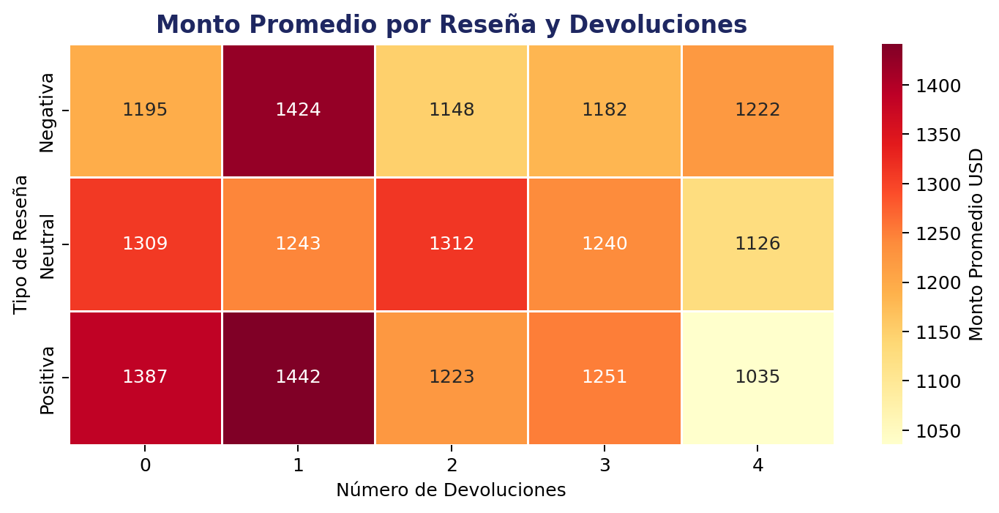 Monto Promedio por Reseña y Devoluciones
Tipo de Reseña
Negativa
1195 1424 1148 1182 1222
Neutral
1309 1243 1312 1240 1126
Positiva
1387 1442 1223 1251 1035
0 1 2 3 4
Número de Devoluciones
1400
1350
1300
1250
1200
1150
1100
1050
Monto Promedio USD